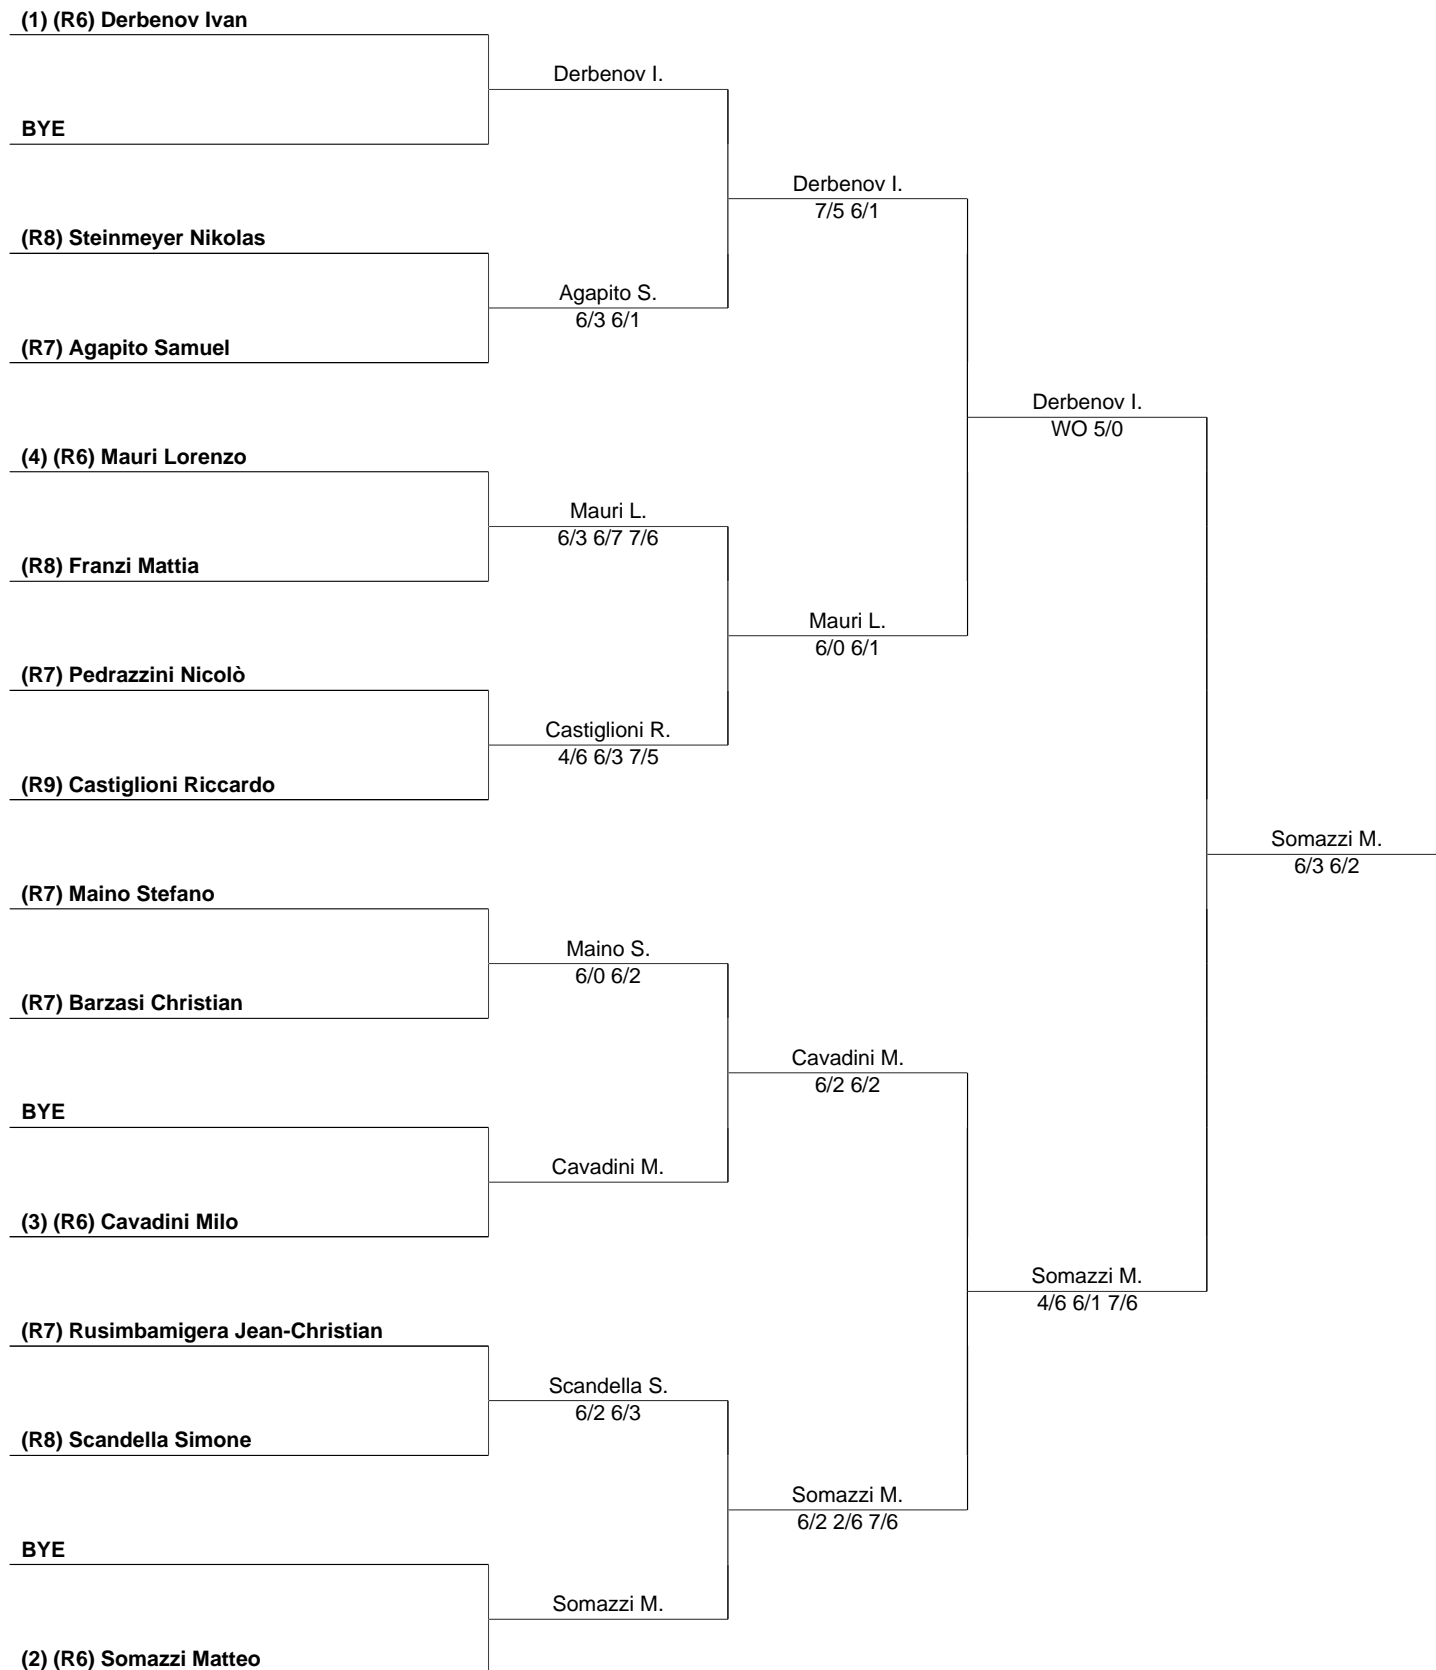 (1) (R6) Derbenov Ivan
Derbenov I.
BYE
Derbenov I.
7/5 6/1
(R8) Steinmeyer Nikolas
Agapito S.
6/3 6/1
(R7) Agapito Samuel
Derbenov I.
WO 5/0
(4) (R6) Mauri Lorenzo
Mauri L.
6/3 6/7 7/6
(R8) Franzi Mattia
Mauri L.
6/0 6/1
(R7) Pedrazzini Nicolò
Castiglioni R.
4/6 6/3 7/5
(R9) Castiglioni Riccardo
Somazzi M.
6/3 6/2
(R7) Maino Stefano
Maino S.
6/0 6/2
(R7) Barzasi Christian
Cavadini M.
6/2 6/2
BYE
Cavadini M.
(3) (R6) Cavadini Milo
Somazzi M.
4/6 6/1 7/6
(R7) Rusimbamigera Jean-Christian
Scandella S.
6/2 6/3
(R8) Scandella Simone
Somazzi M.
6/2 2/6 7/6
BYE
Somazzi M.
(2) (R6) Somazzi Matteo